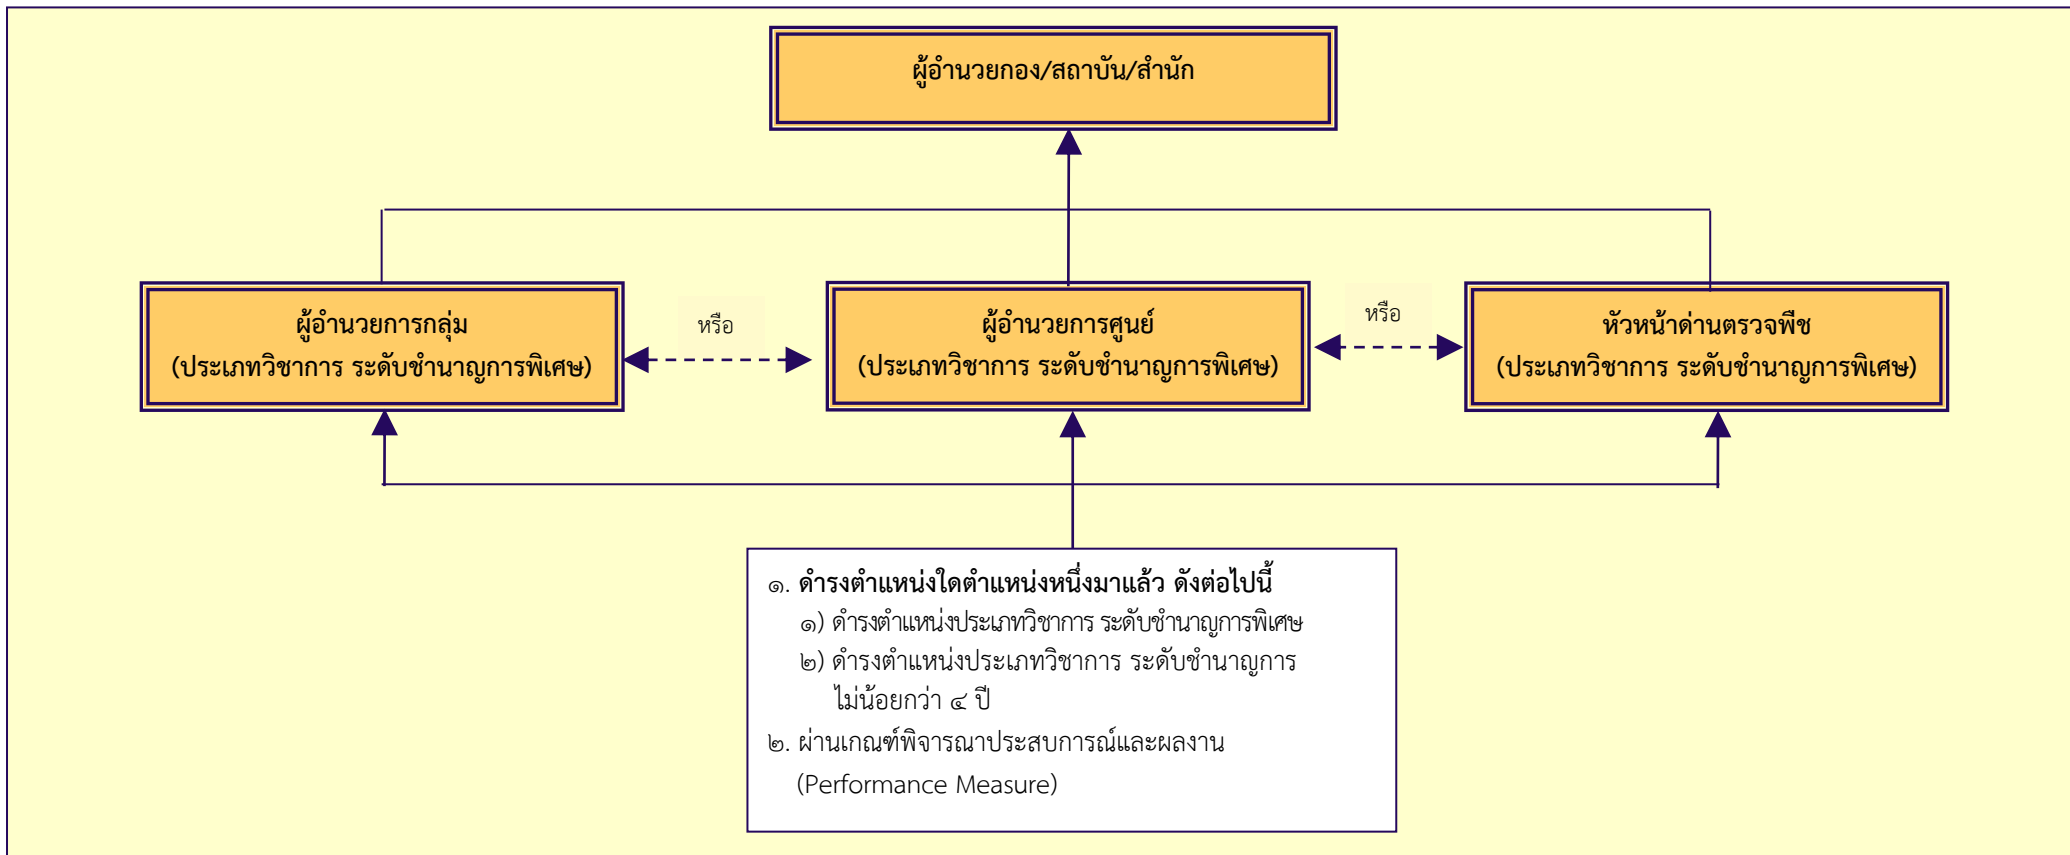 ผู้อำนวยกอง/สถาบัน/สำนัก
ผู้อำนวยการกลุ่ม
(ประเภทวิชาการ ระดับชำนาญการพิเศษ)
หรือ
ผู้อำนวยการศูนย์
(ประเภทวิชาการ ระดับชำนาญการพิเศษ)
หรือ
หัวหน้าด่านตรวจพืช
(ประเภทวิชาการ ระดับชำนาญการพิเศษ)
๑. ดำรงตำแหน่งใดตำแหน่งหนึ่งมาแล้ว ดังต่อไปนี้
๑) ดำรงตำแหน่งประเภทวิชาการ ระดับชำนาญการพิเศษ
๒) ดำรงตำแหน่งประเภทวิชาการ ระดับชำนาญการ
ไม่น้อยกว่า ๔ ปี
๒. ผ่านเกณฑ์พิจารณาประสบการณ์และผลงาน
(Performance Measure)